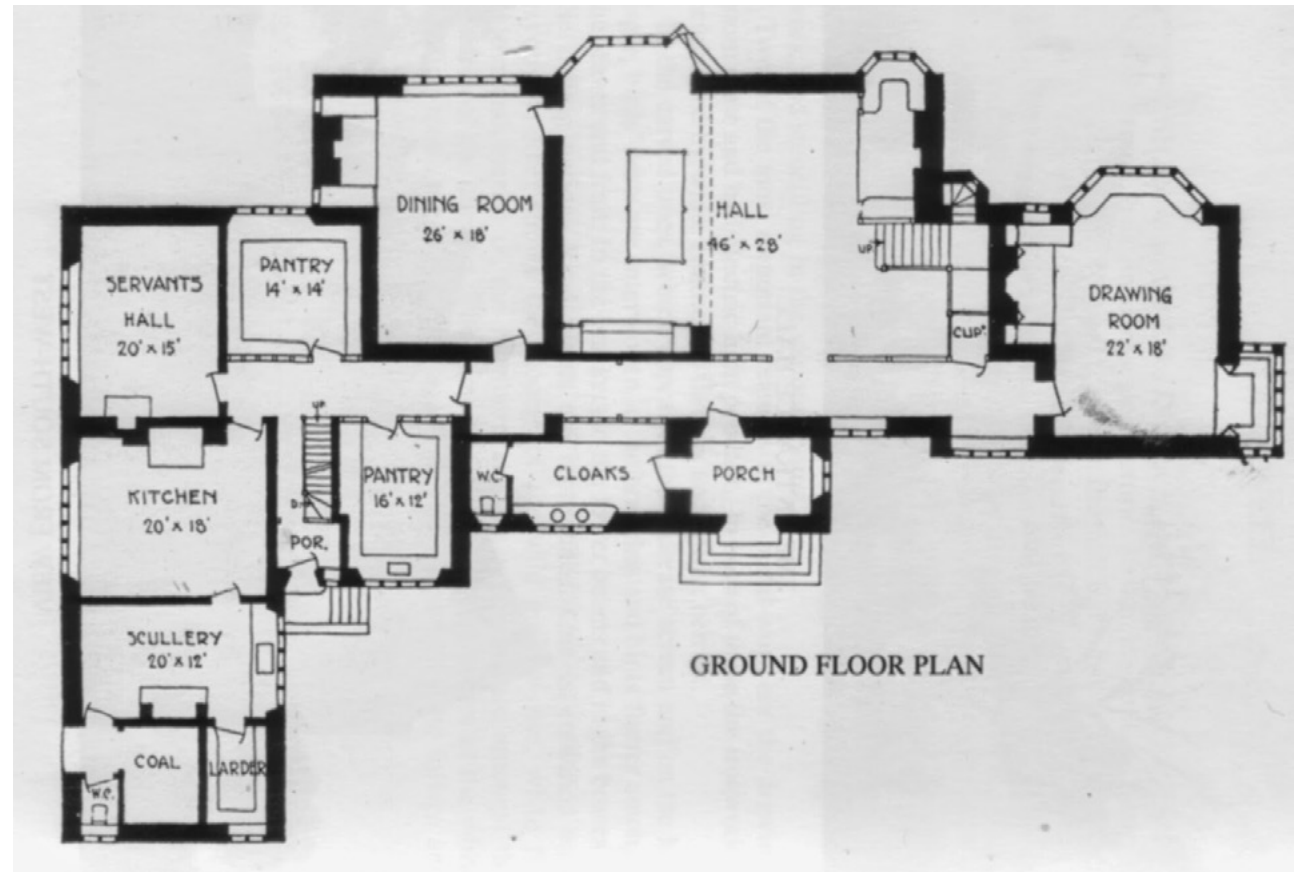 DINING ROOM
26' x 18'
HALL
46' x 28'
UP
SERVANTS
HALL
20' x 15'
PANTRY
14' x 14'
DRAWING
ROOM
22' x 18'
CUPD
UP
KITCHEN
20' x 18'
PANTRY
16' x 12'
W.C.
CLOAKS
PORCH
D.
POR.
SCULLERY
20' x 12'
COAL
LARDER
W.C.
GROUND FLOOR PLAN